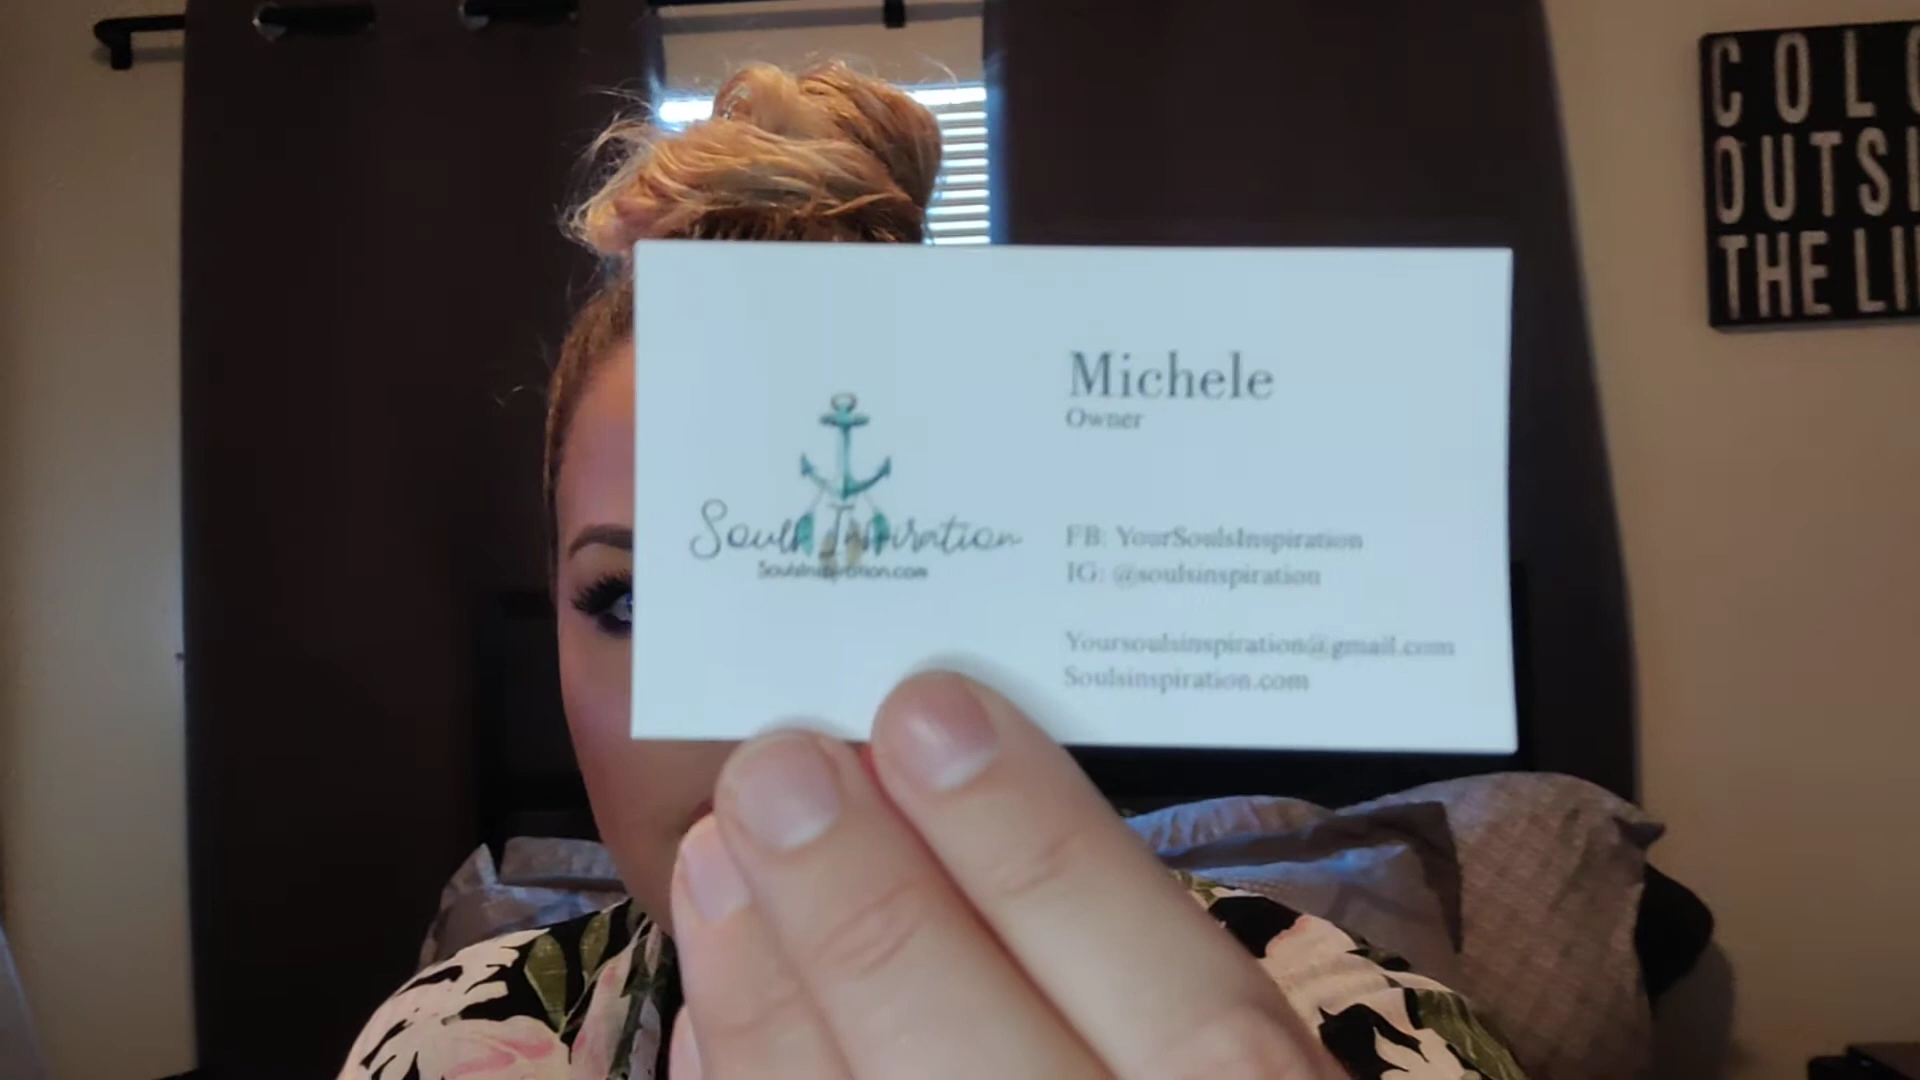 Souls Inspiration
SoulsInspiration.com
Michele
Owner
FB: YourSoulsInspiration
IG: @soulsinspiration
Yoursoulsinspiration@gmail.com
Soulsinspiration.com
COLO
OUTSI
THE LI